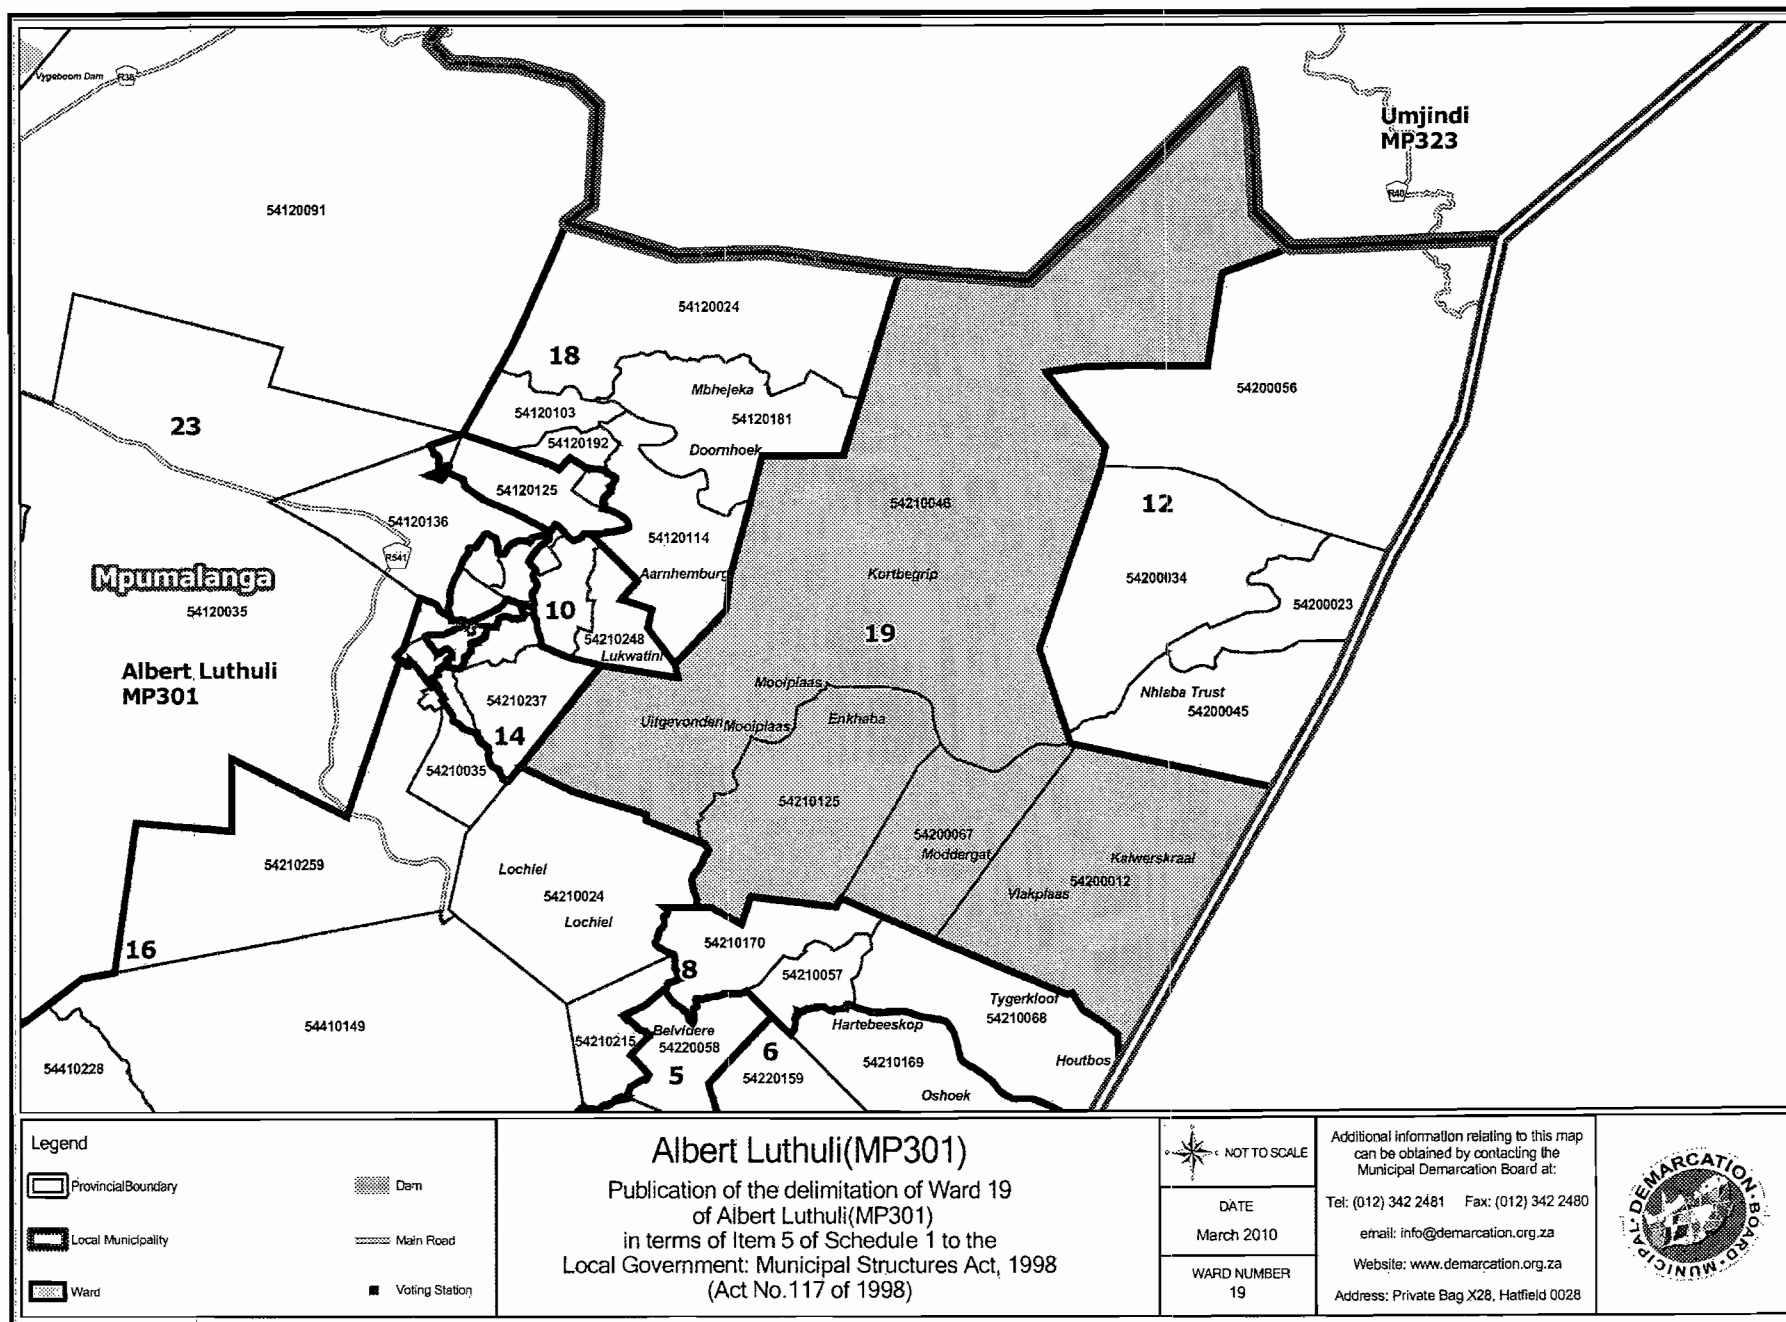 Vygeboom Dam
R38
Umjindi
MP323
R40
54120091
54120024
18
Mbhejeka
54120103
54120181
54200056
23
54120192
Doornhoek
54120125
54210046
12
54120136
54120114
R541
Mpumalanga
Aarnhemburg
Kortbegrip
54200034
54120035
10
54200023
19
54210248
Lukwatini
Albert Luthuli
MP301
Mooiplaas
Nhlaba Trust
54210237
54200045
Uitgevonden
Mooiplaas
Enkhaba
14
54210035
54210125
54200067
Moddergat
Kalwerskraal
54210259
Lochiel
54200012
54210024
Vlakplaas
Lochiel
16
54210170
8
54210057
Tygerkloof
54210068
54410149
Belvidere
Hartebeeskop
54210215
54220058
6
Houtbos
54410228
5
54220159
54210169
Oshoek
Legend
ProvincialBoundary
Dam
Local Municipality
Main Road
Ward
Voting Station
Albert Luthuli(MP301)
Publication of the delimitation of Ward 19
of Albert Luthuli(MP301)
in terms of Item 5 of Schedule 1 to the
Local Government: Municipal Structures Act, 1998
(Act No.117 of 1998)
NOT TO SCALE
DATE
March 2010
WARD NUMBER
19
Additional information relating to this map
can be obtained by contacting the
Municipal Demarcation Board at:
Tel: (012) 342 2481 Fax: (012) 342 2480
email: info@demarcation.org.za
Website: www.demarcation.org.za
Address: Private Bag X28, Hatfield 0028
MUNICIPAL DEMARCATION BOARD